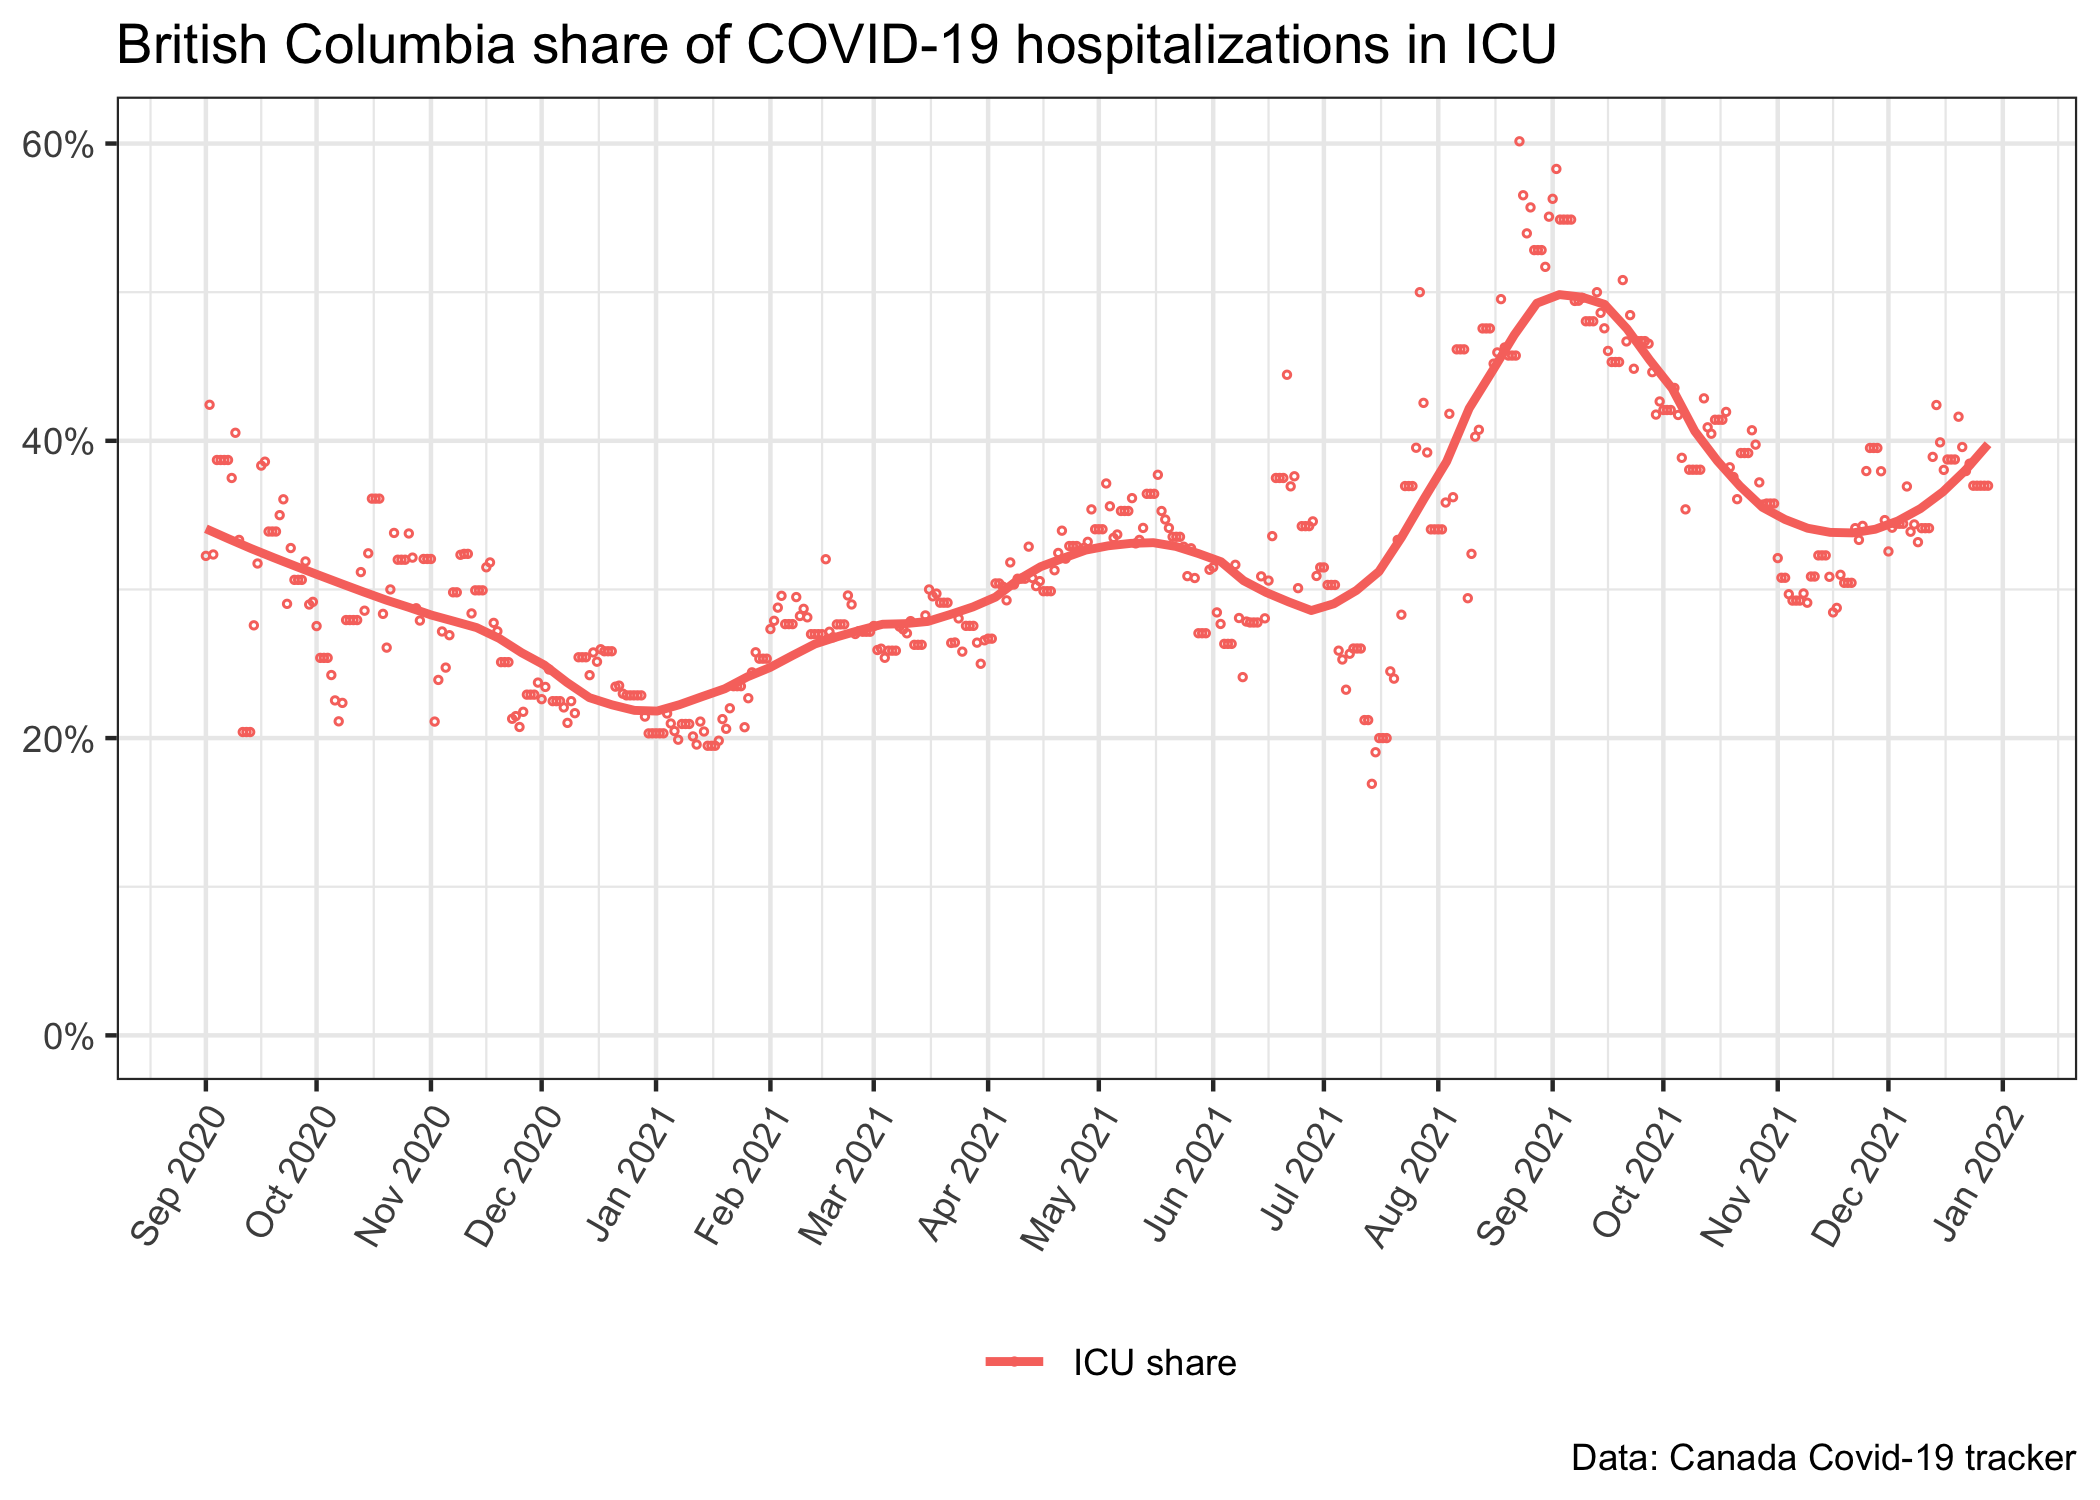 British Columbia share of COVID-19 hospitalizations in ICU
60%
40%
20%
0%
Sep 2020
Oct 2020
Nov 2020
Dec 2020
Jan 2021
Feb 2021
Mar 2021
Apr 2021
May 2021
Jun 2021
Jul 2021
Aug 2021
Sep 2021
Oct 2021
Nov 2021
Dec 2021
Jan 2022
ICU share
Data: Canada Covid-19 tracker